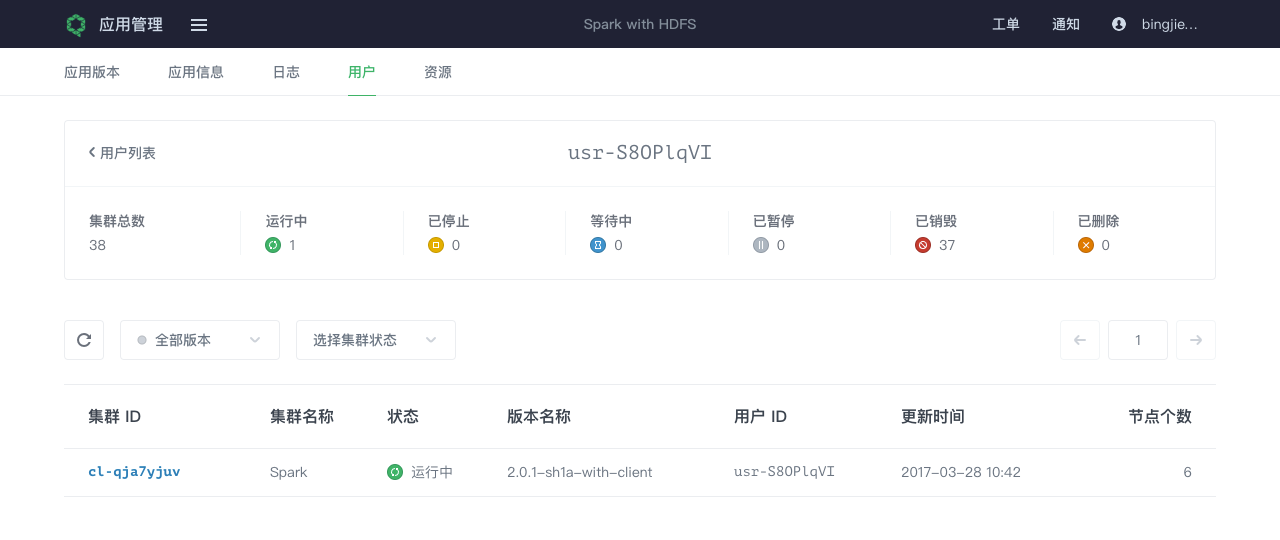 应用管理 Spark with HDFS 工单 通知 bingjie...
应用版本 应用信息 日志 用户 资源
用户列表 usr-S8OPlqVI
集群总数 运行中 已停止 等待中 已暂停 已销毁 已删除
38 1 0 0 0 37 0
全部版本 选择集群状态 1
集群 ID 集群名称 状态 版本名称 用户 ID 更新时间 节点个数
cl-qja7yjuv Spark 运行中 2.0.1-sh1a-with-client usr-S8OPlqVI 2017-03-28 10:42 6